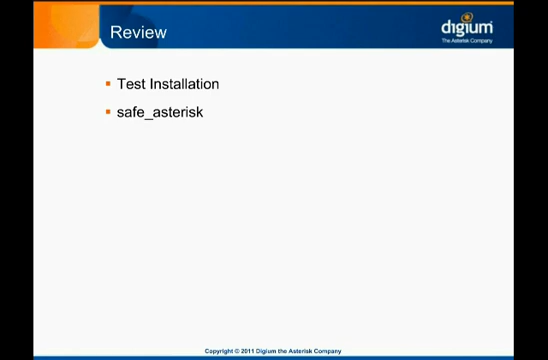 Review
digium
The Asterisk Company
Test Installation
safe_asterisk
Copyright © 2011 Digium the Asterisk Company